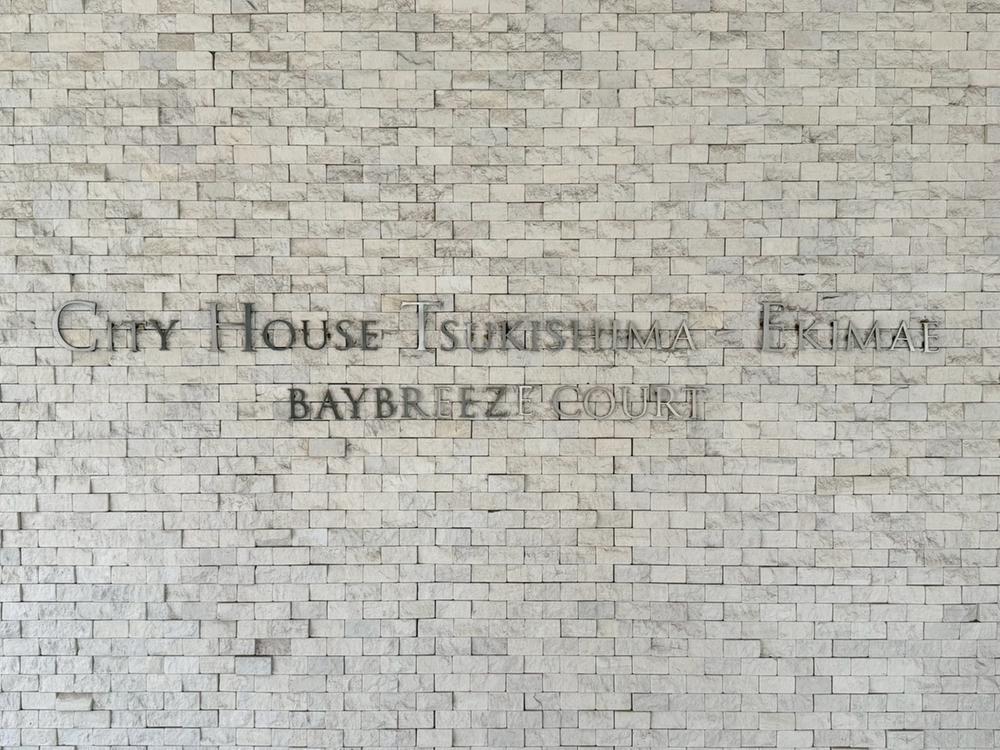 City House Tsukishima - Ekimae
BAYBREEZE COURT